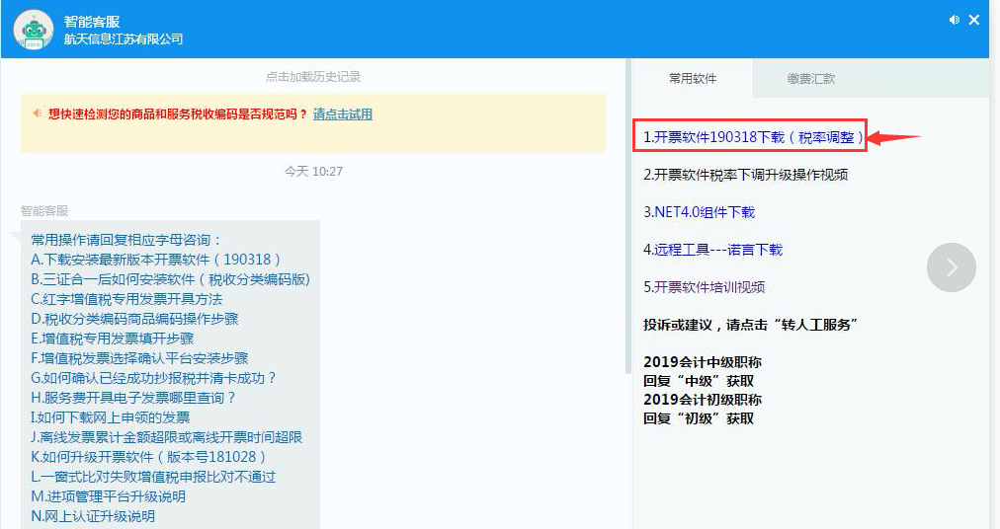 智能客服
航天信息江苏有限公司
点击加载历史记录
想快速检测您的商品和服务税收编码是否规范吗？ 请点击试用
今天 10:27
智能客服
常用操作请回复相应字母咨询：
A.下载安装最新版本开票软件（190318）
B.三证合一后如何安装软件（税收分类编码版)
C.红字增值税专用发票开具方法
D.税收分类编码商品编码操作步骤
E.增值税专用发票填开步骤
F.增值税发票选择确认平台安装步骤
G.如何确认已经成功抄报税并清卡成功？
H.服务费开具电子发票哪里查询？
I.如何下载网上申领的发票
J.离线发票累计金额超限或离线开票时间超限
K.如何升级开票软件（版本号181028）
L.一窗式比对失败增值税申报比对不通过
M.进项管理平台升级说明
N.网上认证升级说明
常用软件 缴费汇款
1.开票软件190318下载（税率调整）
2.开票软件税率下调升级操作视频
3.NET4.0组件下载
4.远程工具---诺言下载
5.开票软件培训视频
投诉或建议，请点击“转人工服务”
2019会计中级职称
回复“中级”获取
2019会计初级职称
回复“初级”获取